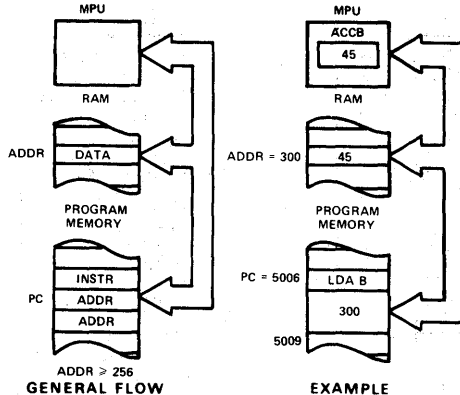 MPU
RAM
ADDR
DATA
PROGRAM
MEMORY
INSTR
PC
ADDR
ADDR
ADDR ⩾ 256
GENERAL FLOW
MPU
ACCB
45
RAM
ADDR = 300
45
PROGRAM
MEMORY
PC = 5006
LDA B
300
5009
EXAMPLE